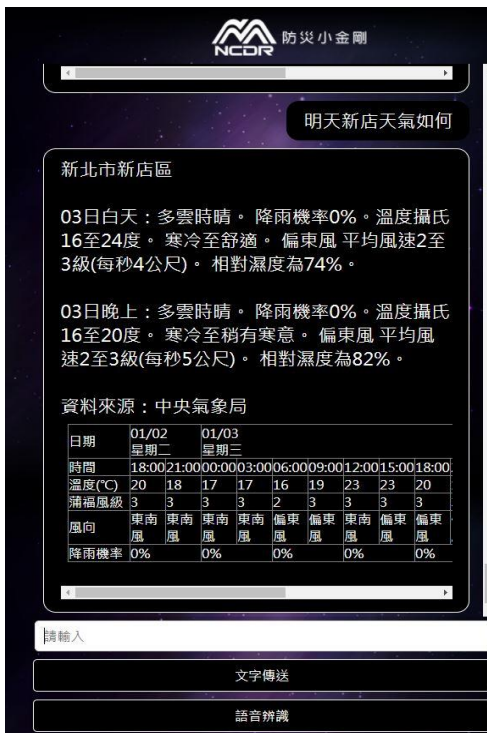 NCDR 防災小金剛
明天新店天氣如何
新北市新店區
03日白天：多雲時晴。 降雨機率0%。溫度攝氏
16至24度。 寒冷至舒適。 偏東風 平均風速2至
3級(每秒4公尺)。 相對濕度為74%。
03日晚上：多雲時晴。 降雨機率0%。溫度攝氏
16至20度。 寒冷至稍有寒意。 偏東風 平均風
速2至3級(每秒5公尺)。 相對濕度為82%。
資料來源：中央氣象局
日期 01/02 星期二 01/03 星期三
時間 18:00 21:00 00:00 03:00 06:00 09:00 12:00 15:00 18:00
溫度(℃) 20 18 17 17 16 19 23 23 20
蒲福風級 3 3 3 3 2 3 3 3 3
風向 東南風 東南風 東南風 東南風 偏東風 偏東風 東南風 偏東風 偏東風
降雨機率 0% 0% 0% 0% 0%
請輸入
文字傳送
語音辨識